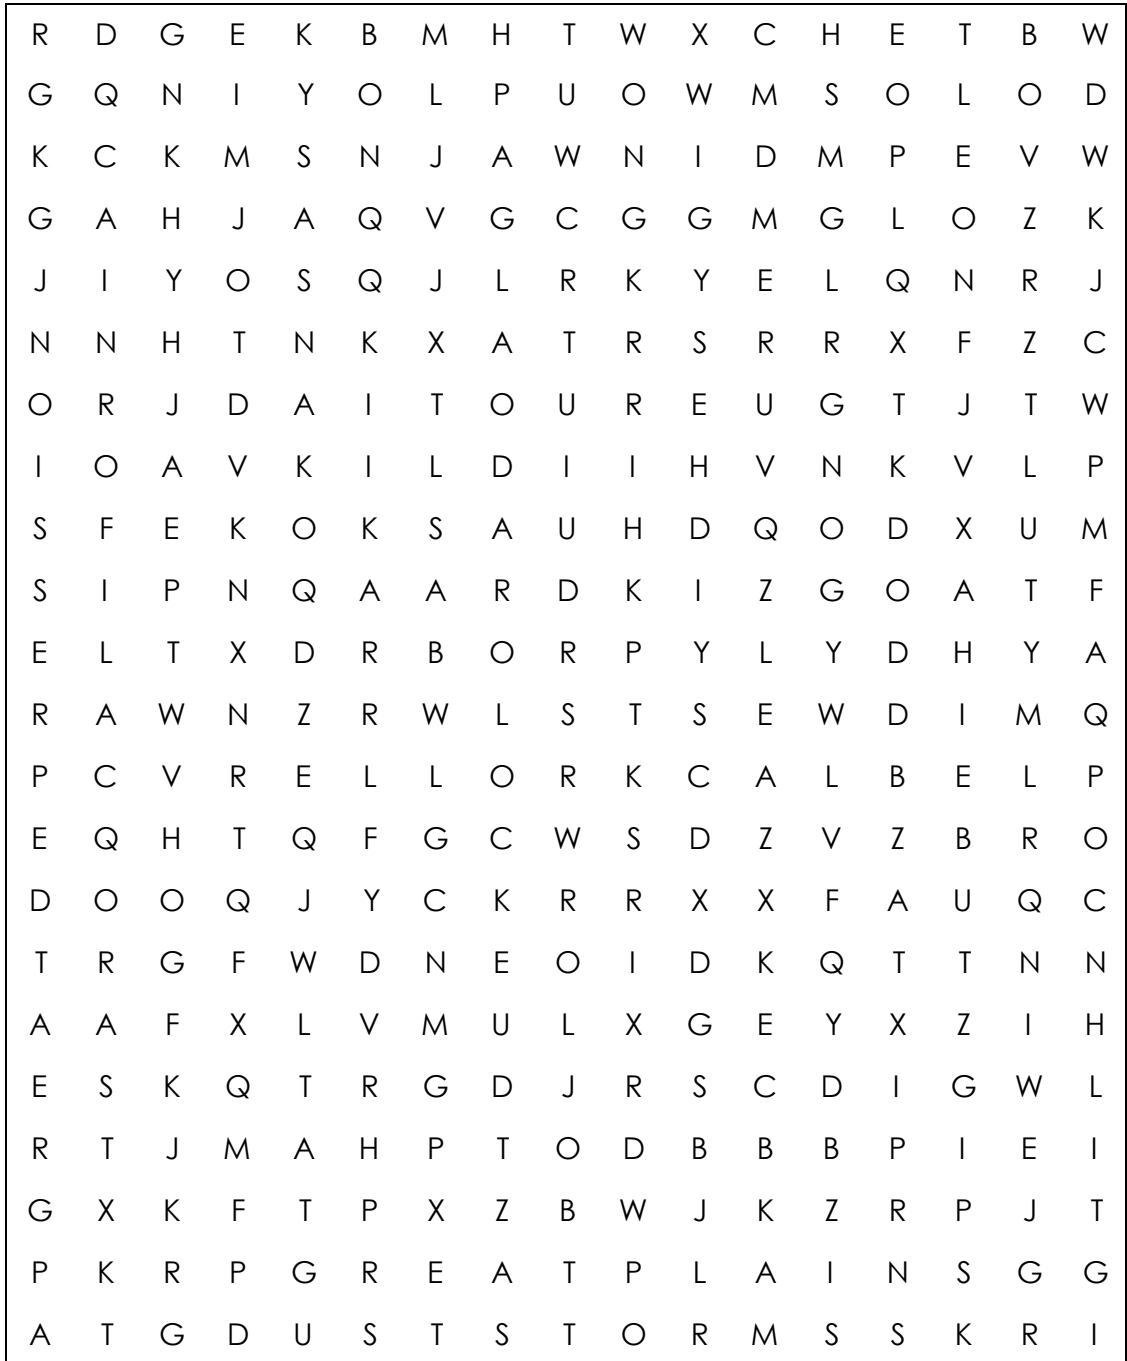 R D G E K B M H T W X C H E T B W
G Q N I Y O L P U O W M S O L O D
K C K M S N J A W N I D M P E V W
G A H J A Q V G C G G M G L O Z K
J I Y O S Q J L R K Y E L Q N R J
N N H T N K X A T R S R R X F Z C
O R J D A I T O U R E U G T J T W
I O A V K I L D I I H V N K V L P
S F E K O K S A U H D Q O D X U M
S I P N Q A A R D K I Z G O A T F
E L T X D R B O R P Y L Y D H Y A
R A W N Z R W L S T S E W D I M Q
P C V R E L L O R K C A L B E L P
E Q H T Q F G C W S D Z V Z B R O
D O O Q J Y C K R R X X F A U Q C
T R G F W D N E O I D K Q T T N N
A A F X L V M U L X G E Y X Z I H
E S K Q T R G D J R S C D I G W L
R T J M A H P T O D B B B P I E I
G X K F T P X Z B W J K Z R P J T
P K R P G R E A T P L A I N S G G
A T G D U S T S T O R M S S K R I